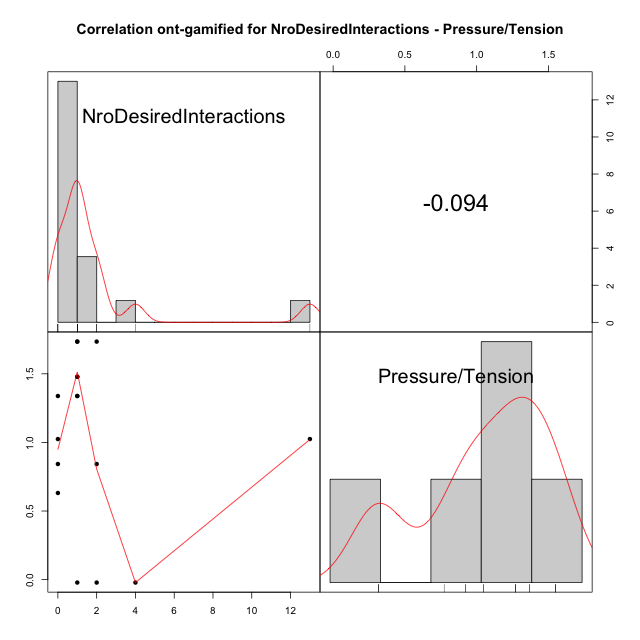 Correlation ont-gamified for NroDesiredInteractions - Pressure/Tension
0.0 0.5 1.0 1.5
NroDesiredInteractions
-0.094
12
10
8
6
4
2
0
Pressure/Tension
1.5
1.0
0.5
0.0
0 2 4 6 8 10 12